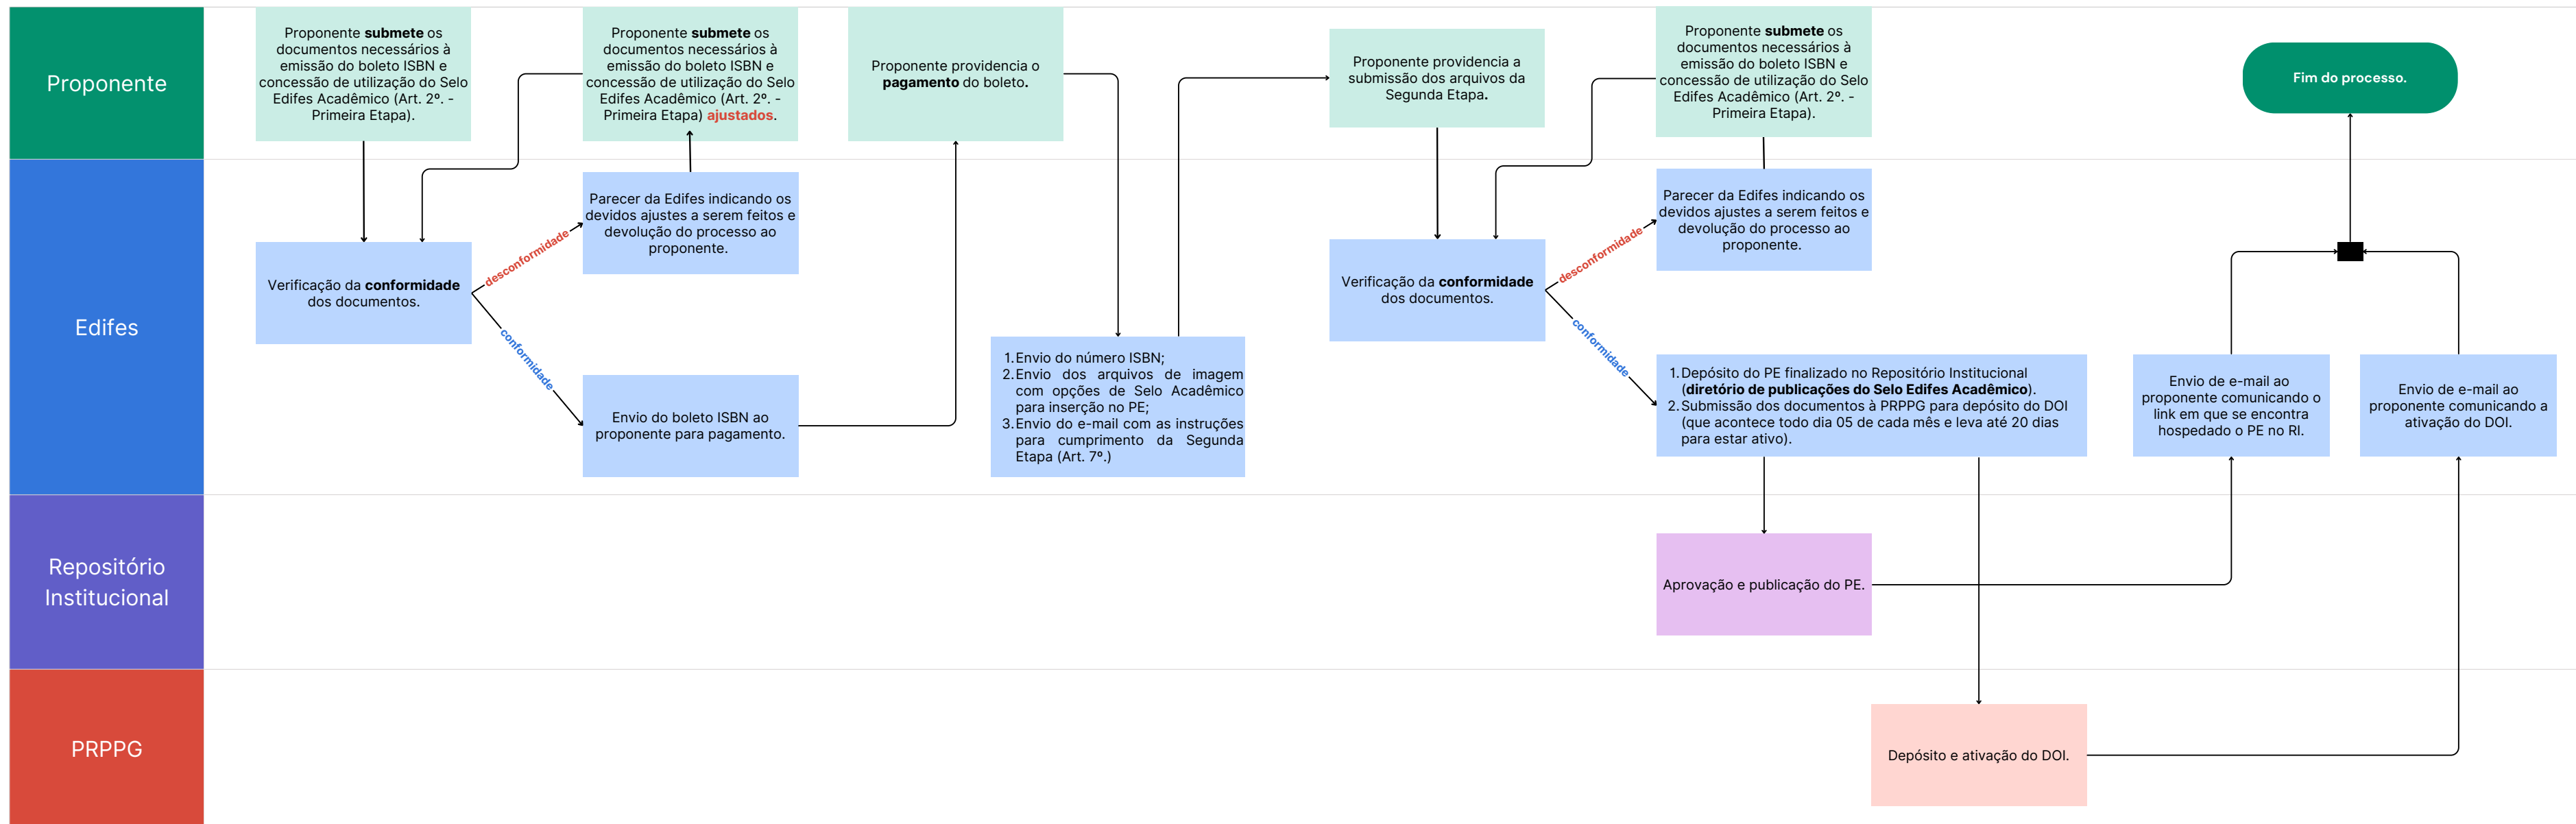 Proponente
Proponente submete os
documentos necessários à
emissão do boleto ISBN e
concessão de utilização do Selo
Edifes Acadêmico (Art. 2º. -
Primeira Etapa).
Proponente submete os
documentos necessários à
emissão do boleto ISBN e
concessão de utilização do Selo
Edifes Acadêmico (Art. 2º. -
Primeira Etapa) ajustados.
Proponente providencia o
pagamento do boleto.
Proponente providencia a
submissão dos arquivos da
Segunda Etapa.
Proponente submete os
documentos necessários à
emissão do boleto ISBN e
concessão de utilização do Selo
Edifes Acadêmico (Art. 2º. -
Primeira Etapa).
Fim do processo.
Edifes
Verificação da conformidade
dos documentos.
desconformidade
conformidade
Parecer da Edifes indicando os
devidos ajustes a serem feitos e
devolução do processo ao
proponente.
Envio do boleto ISBN ao
proponente para pagamento.
1. Envio do número ISBN;
2. Envio dos arquivos de imagem
com opções de Selo Acadêmico
para inserção no PE;
3. Envio do e-mail com as instruções
para cumprimento da Segunda
Etapa (Art. 7º.)
Verificação da conformidade
dos documentos.
desconformidade
conformidade
Parecer da Edifes indicando os
devidos ajustes a serem feitos e
devolução do processo ao
proponente.
1. Depósito do PE finalizado no Repositório Institucional
(diretório de publicações do Selo Edifes Acadêmico).
2. Submissão dos documentos à PRPPG para depósito do DOI
(que acontece todo dia 05 de cada mês e leva até 20 dias
para estar ativo).
Envio de e-mail ao
proponente comunicando o
link em que se encontra
hospedado o PE no RI.
Envio de e-mail ao
proponente comunicando a
ativação do DOI.
Repositório
Institucional
Aprovação e publicação do PE.
PRPPG
Depósito e ativação do DOI.